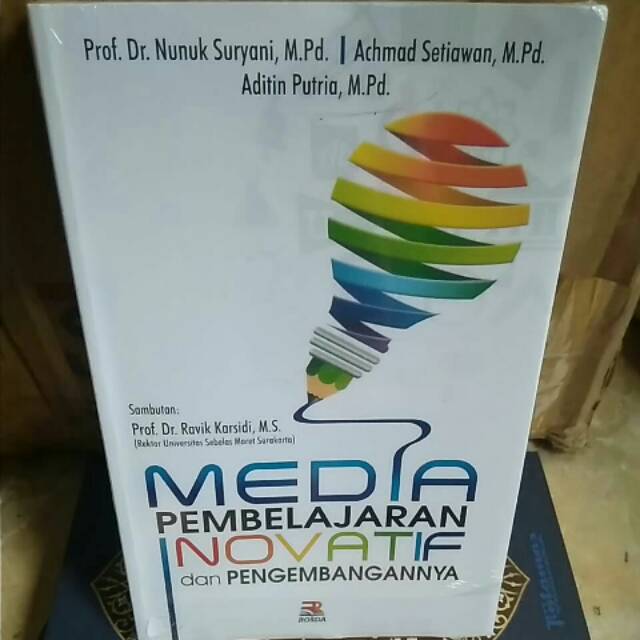 Prof. Dr. Nunuk Suryani, M.Pd. | Achmad Setiawan, M.Pd.
Aditin Putria, M.Pd.
Sambutan:
Prof. Dr. Ravik Karsidi, M.S.
(Rektor Universitas Sebelas Maret Surakarta)
MEDIA
PEMBELAJARAN
INOVATIF
dan PENGEMBANGANNYA
ROSDA